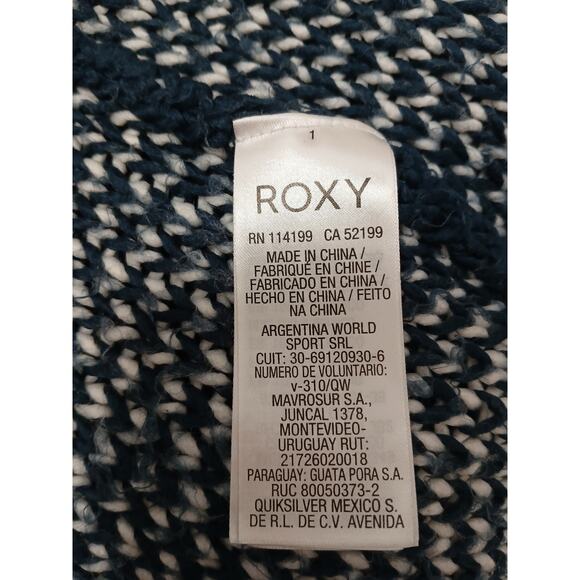 1
ROXY
RN 114199 CA 52199
MADE IN CHINA /
FABRIQUÉ EN CHINE /
FABRICADO EN CHINA /
HECHO EN CHINA / FEITO
NA CHINA
ARGENTINA WORLD
SPORT SRL
CUIT: 30-69120930-6
NUMERO DE VOLUNTARIO:
v-310/QW
MAVROSUR S.A.,
JUNCAL 1378,
MONTEVIDEO-
URUGUAY RUT:
21726020018
PARAGUAY: GUATA PORA S.A.
RUC 80050373-2
QUIKSILVER MEXICO S.
DE R.L. DE C.V. AVENIDA